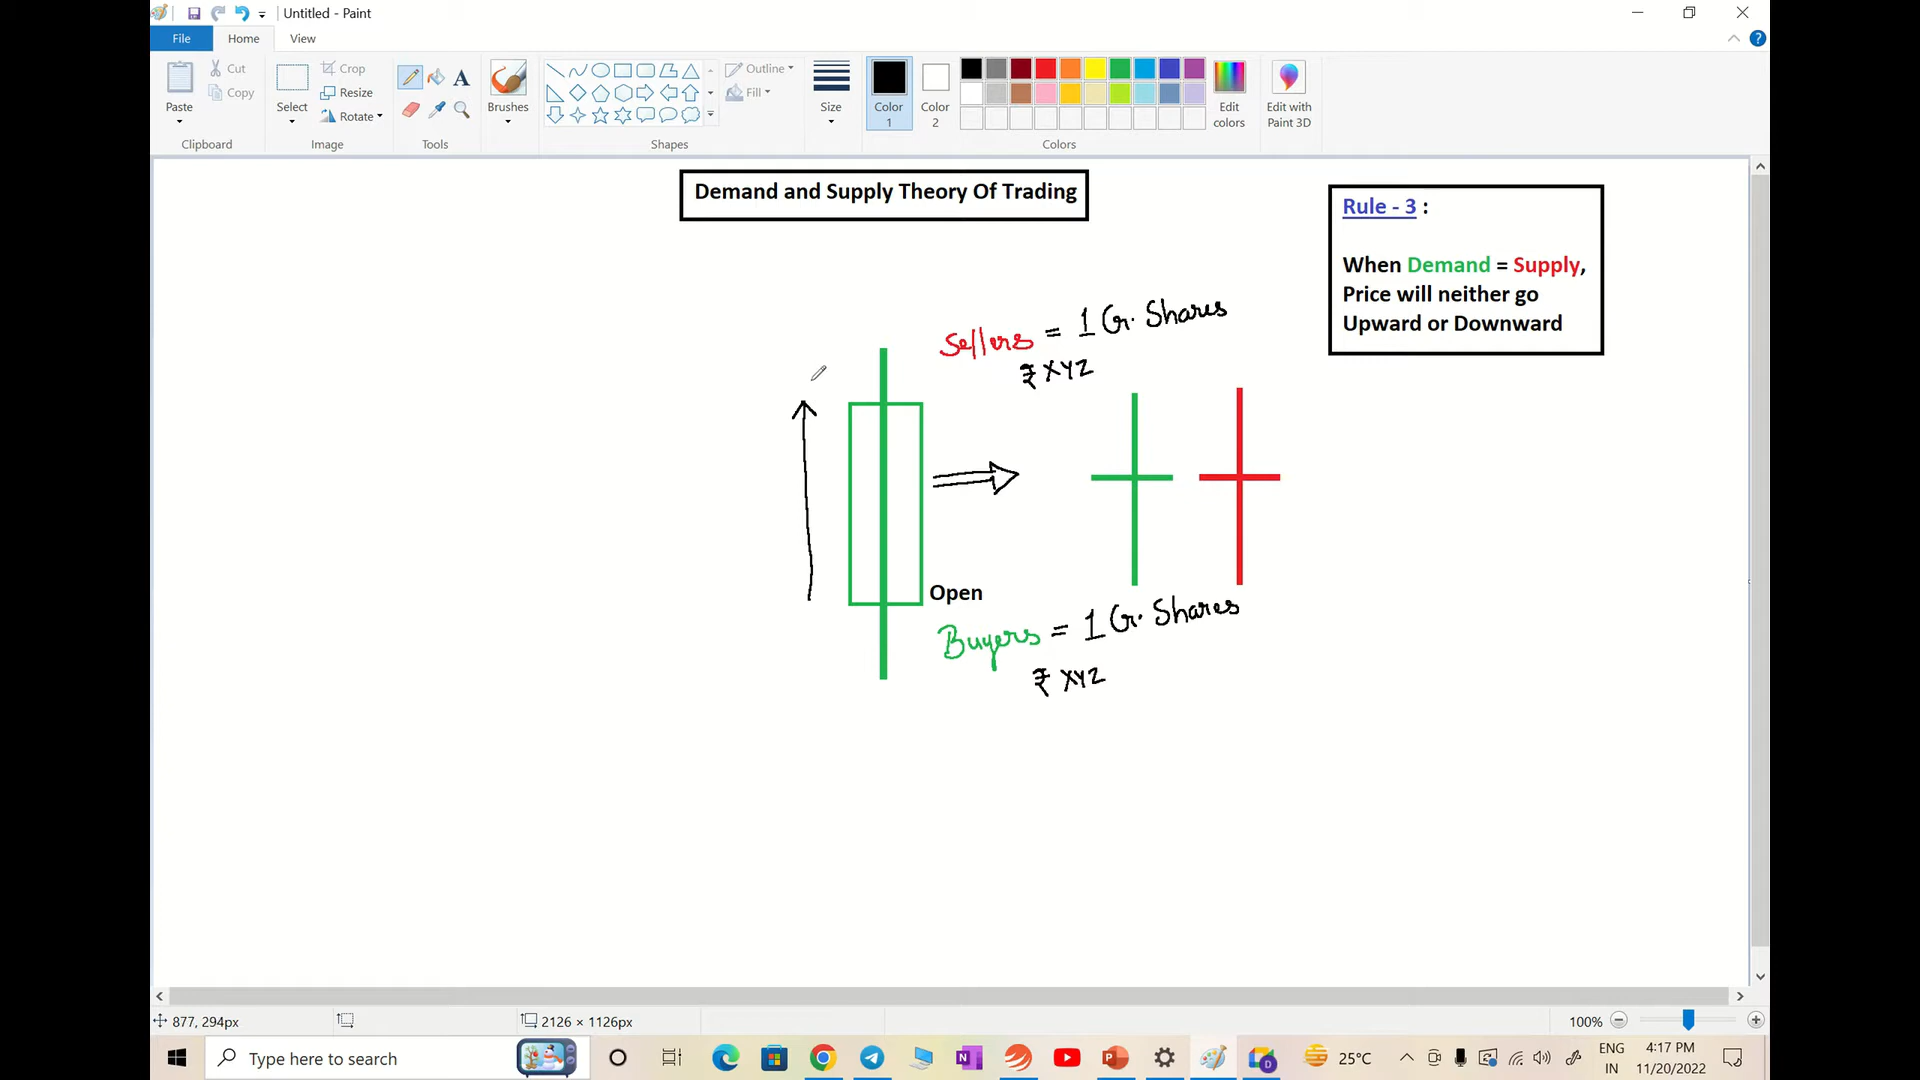 Untitled - Paint
File Home View
Paste
Cut
Copy
Clipboard
Select
Crop
Resize
Rotate
Image
Tools
Brushes
Shapes
Outline
Fill
Size
Color 1
Color 2
Colors
Edit colors
Edit with Paint 3D
Demand and Supply Theory Of Trading
Rule - 3 :
When Demand = Supply,
Price will neither go
Upward or Downward
Sellers = 1 Cr. Shares
₹ XYZ
Open
Buyers = 1 Cr. Shares
₹ XYZ
877, 294px
2126 × 1126px
100%
Type here to search
25°C
ENG
IN
4:17 PM
11/20/2022